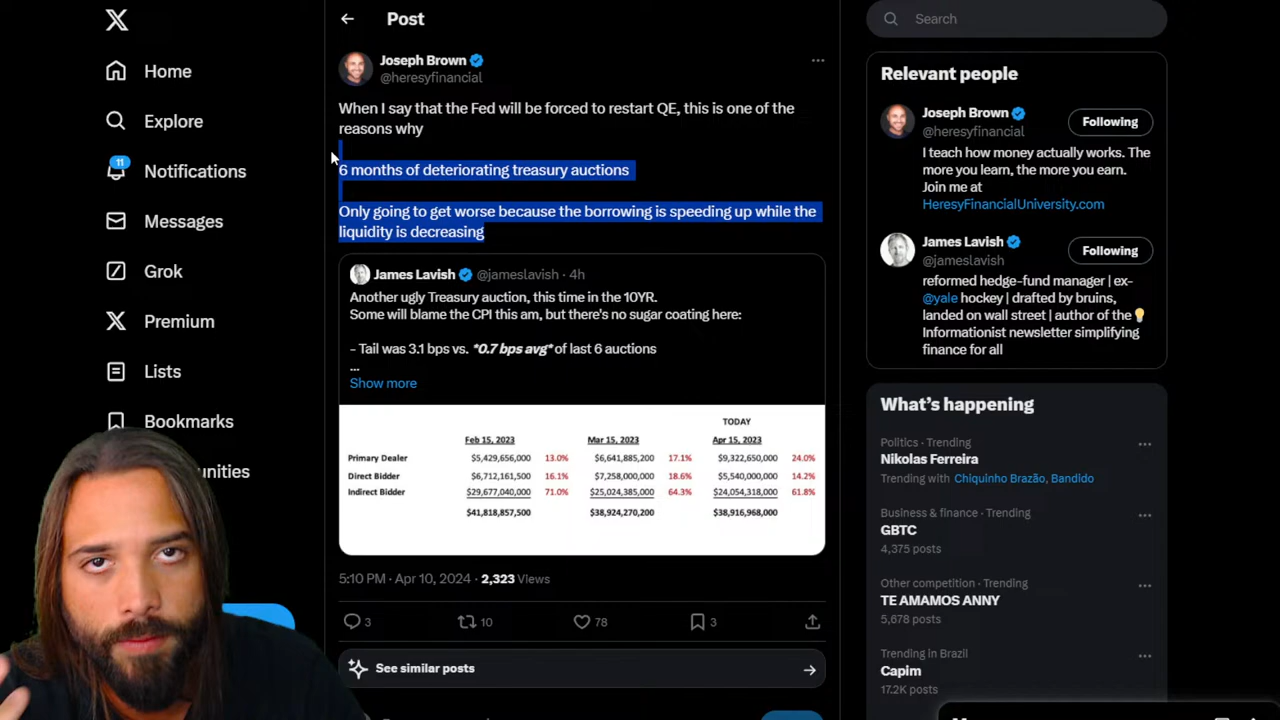 Post
Search
Home
Explore
11
Notifications
Messages
Grok
Premium
Lists
Bookmarks
Joseph Brown
@heresyfinancial
When I say that the Fed will be forced to restart QE, this is one of the
reasons why
6 months of deteriorating treasury auctions
Only going to get worse because the borrowing is speeding up while the
liquidity is decreasing
James Lavish @jameslavish · 4h
Another ugly Treasury auction, this time in the 10YR.
Some will blame the CPI this am, but there's no sugar coating here:
- Tail was 3.1 bps vs. *0.7 bps avg* of last 6 auctions
...
Show more
TODAY
Feb 15, 2023 Mar 15, 2023 Apr 15, 2023
Primary Dealer $5,429,656,000 13.0% $6,641,885,200 17.1% $9,322,650,000 24.0%
Direct Bidder $6,712,161,500 16.1% $7,258,000,000 18.6% $5,540,000,000 14.2%
Indirect Bidder $29,677,040,000 71.0% $25,024,385,000 64.3% $24,054,318,000 61.8%
$41,818,857,500 $38,924,270,200 $38,916,968,000
5:10 PM · Apr 10, 2024 · 2,323 Views
3 10 78 3
See similar posts
Relevant people
Joseph Brown
@heresyfinancial
Following
I teach how money actually works. The
more you learn, the more you earn.
Join me at
HeresyFinancialUniversity.com
James Lavish
@jameslavish
Following
reformed hedge-fund manager | ex-
@yale hockey | drafted by bruins,
landed on wall street | author of the
Informationist newsletter simplifying
finance for all
What's happening
Politics · Trending
Nikolas Ferreira
Trending with Chiquinho Brazão, Bandido
Business & finance · Trending
GBTC
4,375 posts
Other competition · Trending
TE AMAMOS ANNY
5,678 posts
Trending in Brazil
Capim
17.2K posts